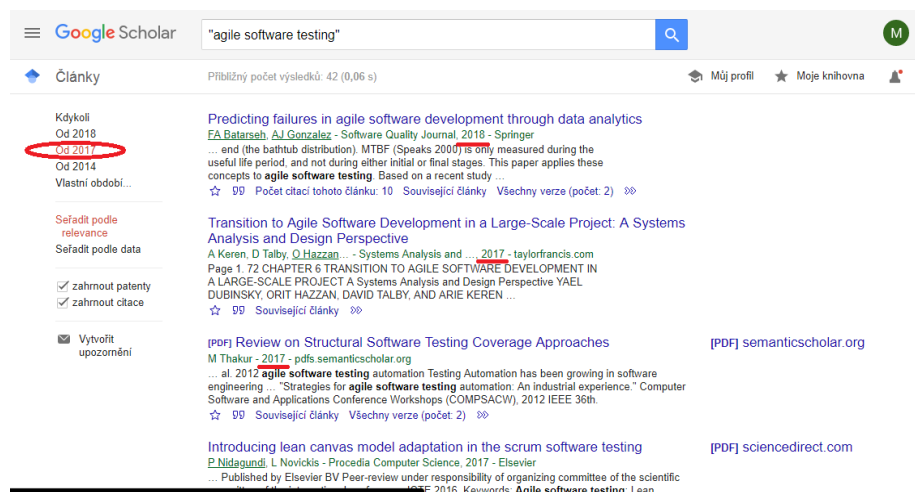 Google Scholar
"agile software testing"
M
Články
Přibližný počet výsledků: 42 (0,06 s)
Můj profil
Moje knihovna
Kdykoli
Od 2018
Od 2017
Od 2014
Vlastní období...
Seřadit podle
relevance
Seřadit podle data
zahrnout patenty
zahrnout citace
Vytvořit
upozornění
Predicting failures in agile software development through data analytics
FA Batarseh, AJ Gonzalez - Software Quality Journal, 2018 - Springer
... end (the bathtub distribution). MTBF (Speaks 2000) is only measured during the
useful life period, and not during either initial or final stages. This paper applies these
concepts to agile software testing. Based on a recent study ...
Počet citací tohoto článku: 10 Související články Všechny verze (počet: 2)
Transition to Agile Software Development in a Large-Scale Project: A Systems
Analysis and Design Perspective
A Keren, D Talby, O Hazzan... - Systems Analysis and ..., 2017 - taylorfrancis.com
Page 1. 72 CHAPTER 6 TRANSITION TO AGILE SOFTWARE DEVELOPMENT IN
A LARGE-SCALE PROJECT A Systems Analysis and Design Perspective YAEL
DUBINSKY, ORIT HAZZAN, DAVID TALBY, AND ARIE KEREN ...
Související články
[PDF] Review on Structural Software Testing Coverage Approaches
[PDF] semanticscholar.org
M Thakur - 2017 - pdfs.semanticscholar.org
... al. 2012 agile software testing automation Testing Automation has been growing in software
engineering ... "Strategies for agile software testing automation: An industrial experience." Computer
Software and Applications Conference Workshops (COMPSACW), 2012 IEEE 36th.
Související články Všechny verze (počet: 2)
Introducing lean canvas model adaptation in the scrum software testing
[PDF] sciencedirect.com
P Nidagundi, L Novickis - Procedia Computer Science, 2017 - Elsevier
... Published by Elsevier BV Peer-review under responsibility of organizing committee of the scientific
2016. Keywords: Agile software testing; Lean